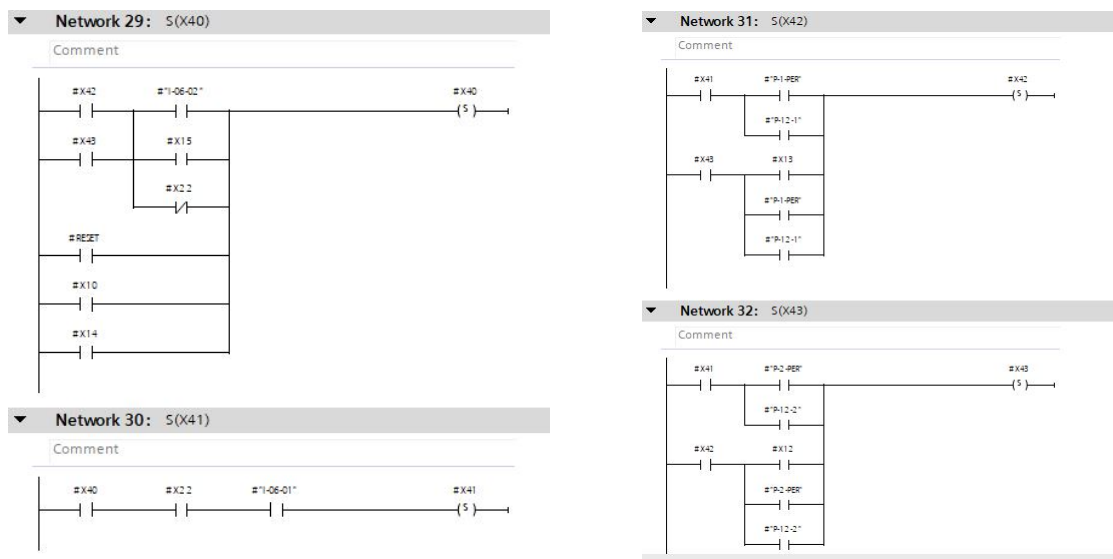 Network 29: S(X40)
Comment
#X42 #"I-06-02" #X40
( S )
#X43 #X15
#X22
#RESET
#X10
#X14
Network 30: S(X41)
Comment
#X40 #X22 #"I-06-01" #X41
( S )
Network 31: S(X42)
Comment
#X41 #"P-1-PER" #X42
( S )
#"P-12-1"
#X43 #X13
#"P-1-PER"
#"P-12-1"
Network 32: S(X43)
Comment
#X41 #"P-2-PER" #X43
( S )
#"P-12-2"
#X42 #X12
#"P-2-PER"
#"P-12-2"